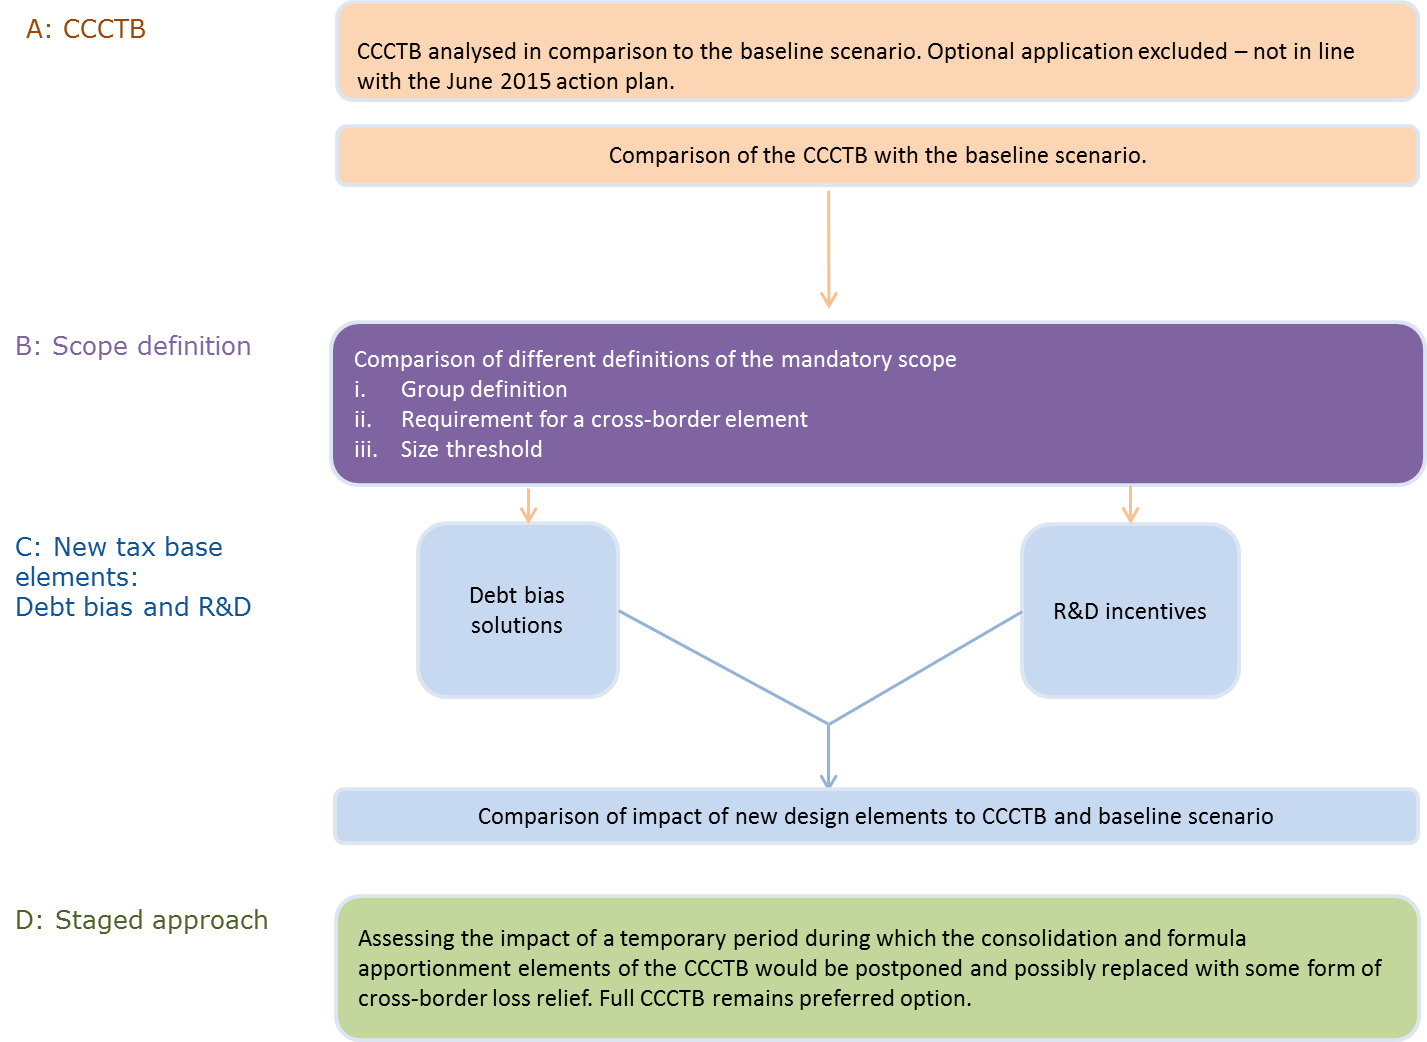 A: CCCTB
CCCTB analysed in comparison to the baseline scenario. Optional application excluded – not in line
with the June 2015 action plan.
Comparison of the CCCTB with the baseline scenario.
B: Scope definition
Comparison of different definitions of the mandatory scope
i. Group definition
ii. Requirement for a cross-border element
iii. Size threshold
C: New tax base
elements:
Debt bias and R&D
Debt bias
solutions
R&D incentives
Comparison of impact of new design elements to CCCTB and baseline scenario
D: Staged approach
Assessing the impact of a temporary period during which the consolidation and formula
apportionment elements of the CCCTB would be postponed and possibly replaced with some form of
cross-border loss relief. Full CCCTB remains preferred option.